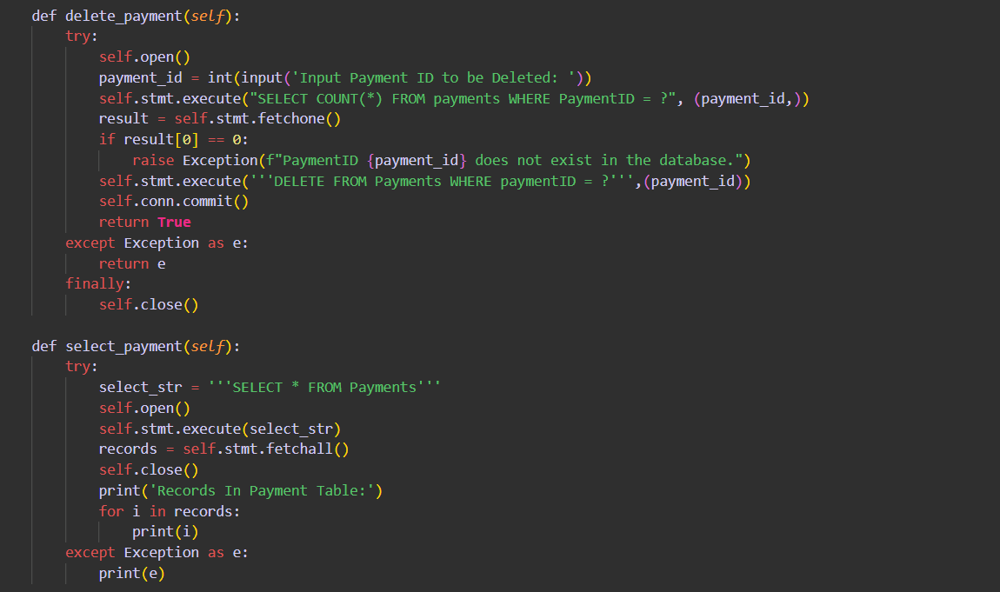 def delete_payment(self):
    try:
        self.open()
        payment_id = int(input('Input Payment ID to be Deleted: '))
        self.stmt.execute("SELECT COUNT(*) FROM payments WHERE PaymentID = ?", (payment_id,))
        result = self.stmt.fetchone()
        if result[0] == 0:
            raise Exception(f"PaymentID {payment_id} does not exist in the database.")
        self.stmt.execute('''DELETE FROM Payments WHERE paymentID = ?''',(payment_id))
        self.conn.commit()
        return True
    except Exception as e:
        return e
    finally:
        self.close()

def select_payment(self):
    try:
        select_str = '''SELECT * FROM Payments'''
        self.open()
        self.stmt.execute(select_str)
        records = self.stmt.fetchall()
        self.close()
        print('Records In Payment Table:')
        for i in records:
            print(i)
    except Exception as e:
        print(e)